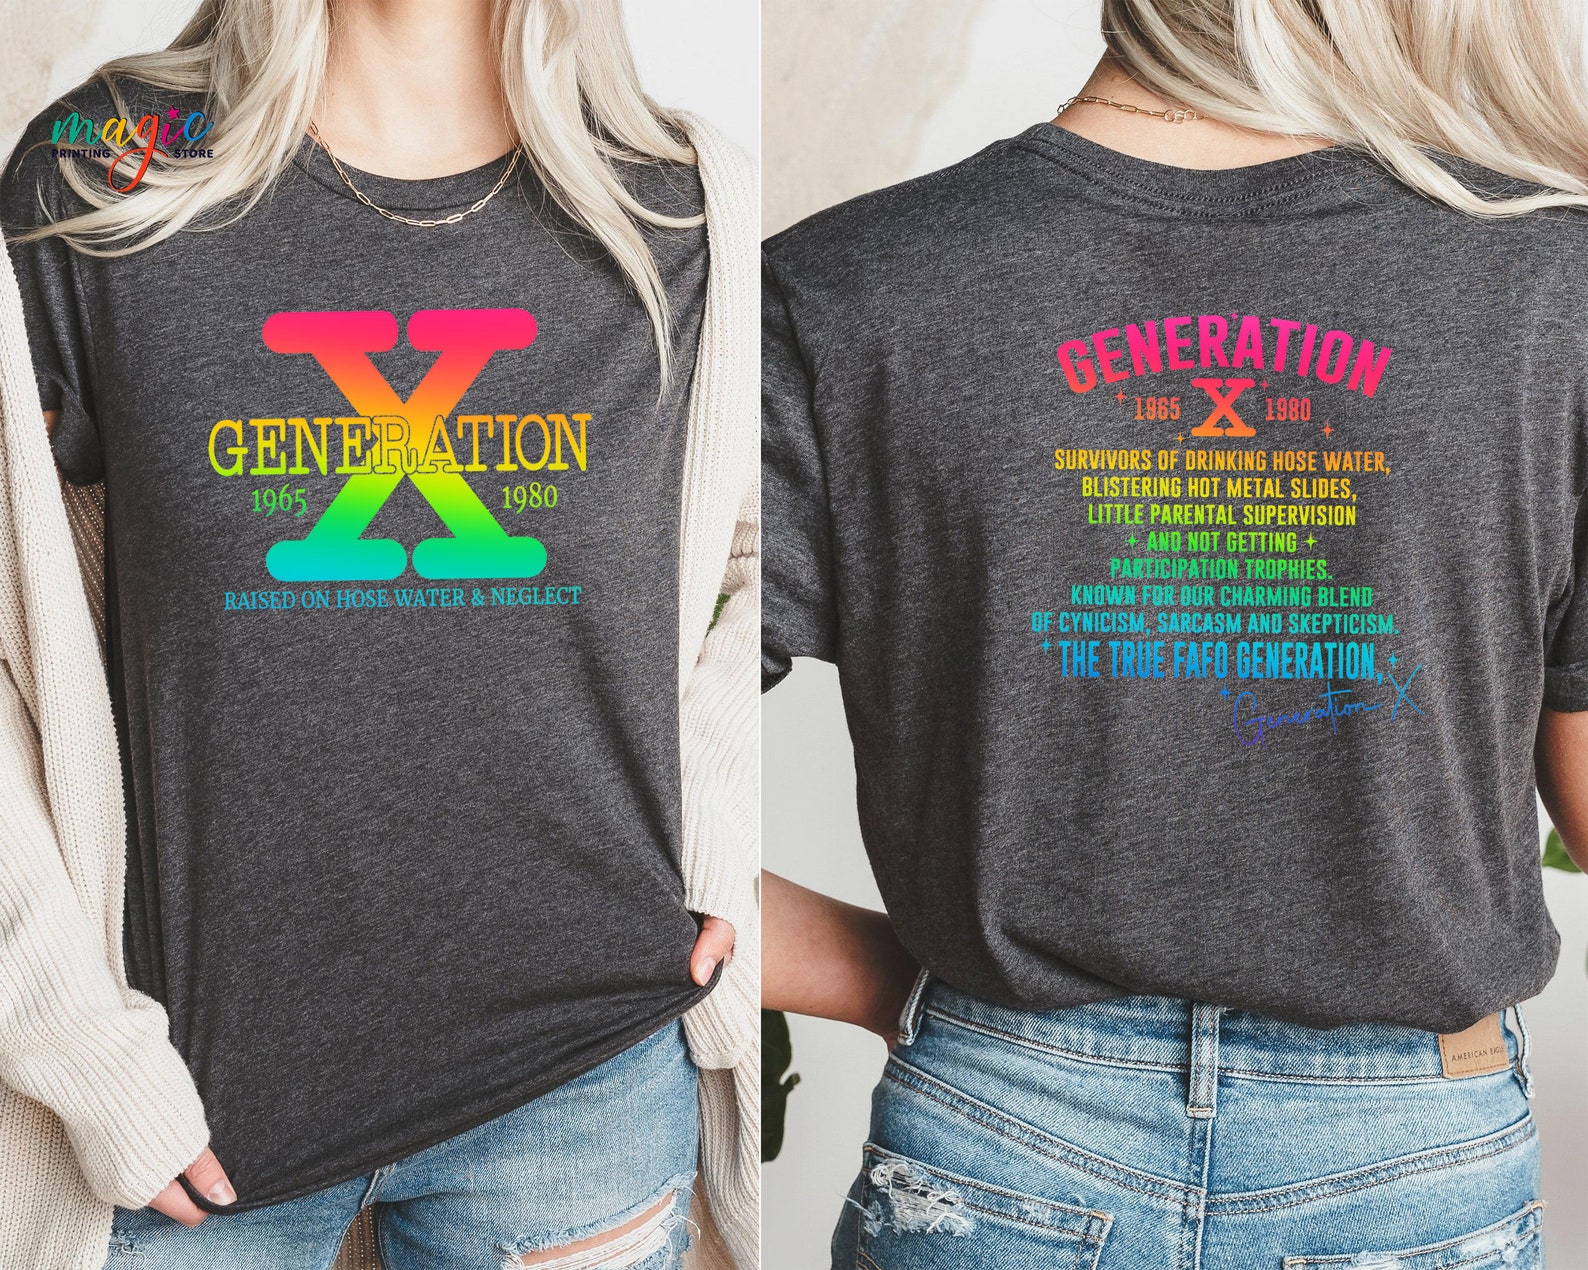 magic
PRINTING STORE
X
GENERATION
1965 1980
RAISED ON HOSE WATER & NEGLECT
GENERATION
1965 X 1980
SURVIVORS OF DRINKING HOSE WATER,
BLISTERING HOT METAL SLIDES,
LITTLE PARENTAL SUPERVISION
AND NOT GETTING
PARTICIPATION TROPHIES.
KNOWN FOR OUR CHARMING BLEND
OF CYNICISM, SARCASM AND SKEPTICISM.
THE TRUE FAFO GENERATION,
Generation X
AMERICAN EAGL